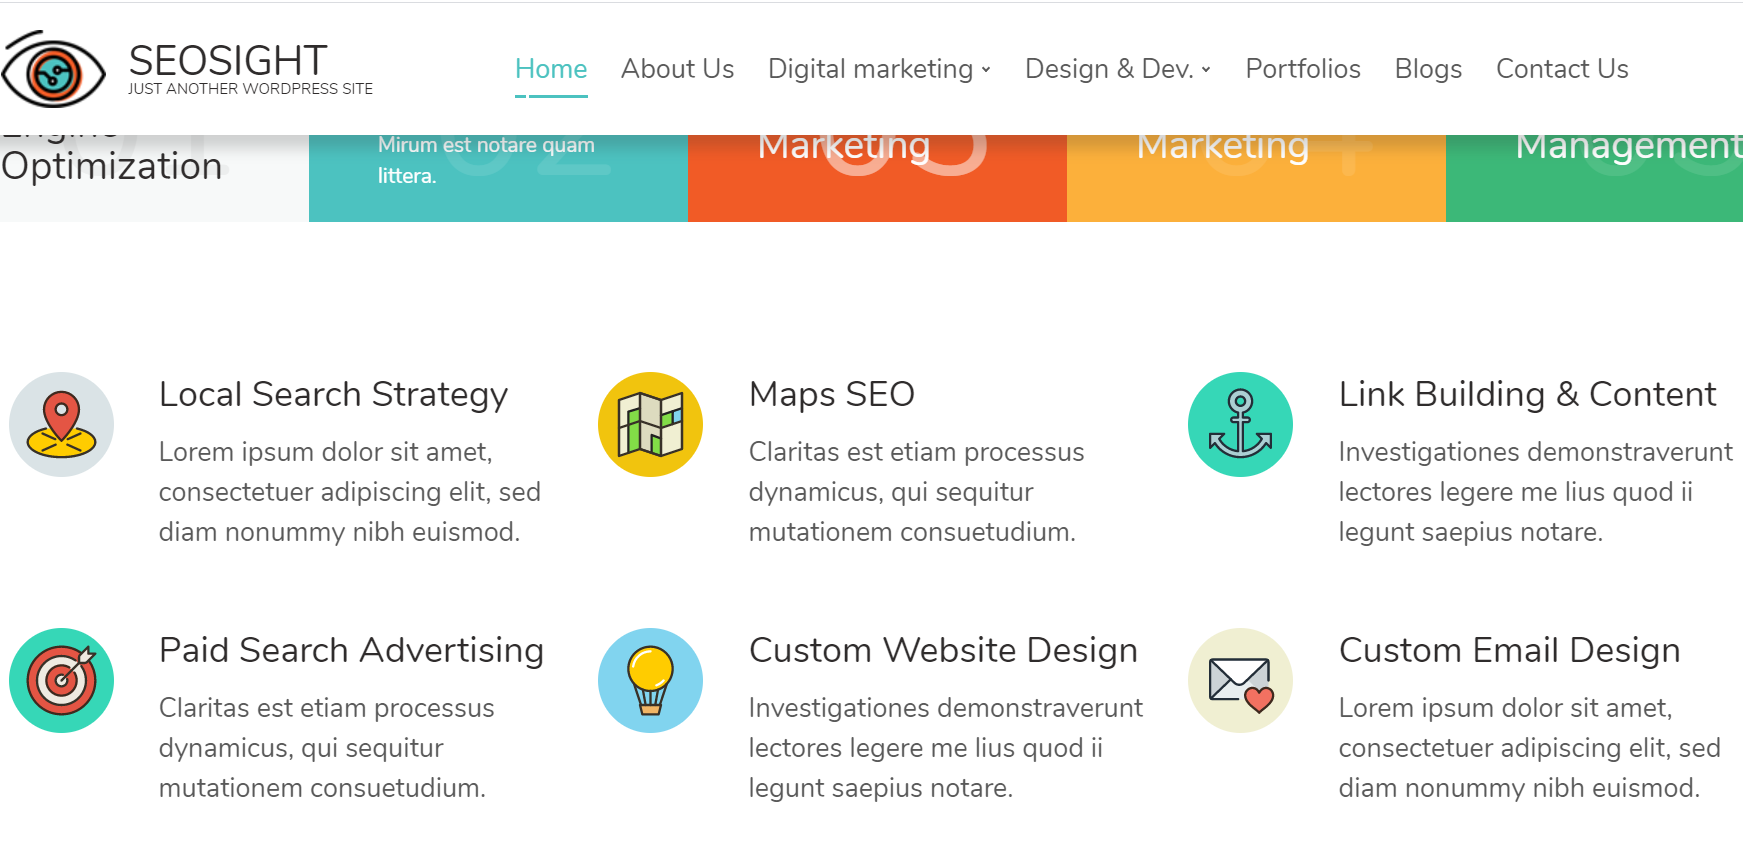 SEOSIGHT
JUST ANOTHER WORDPRESS SITE
Home
About Us
Digital marketing
Design & Dev.
Portfolios
Blogs
Contact Us
Engine
Optimization
Mirum est notare quam
littera.
02
Marketing
03
Marketing
04
Management
Local Search Strategy
Lorem ipsum dolor sit amet,
consectetuer adipiscing elit, sed
diam nonummy nibh euismod.
Maps SEO
Claritas est etiam processus
dynamicus, qui sequitur
mutationem consuetudium.
Link Building & Content
Investigationes demonstraverunt
lectores legere me lius quod ii
legunt saepius notare.
Paid Search Advertising
Claritas est etiam processus
dynamicus, qui sequitur
mutationem consuetudium.
Custom Website Design
Investigationes demonstraverunt
lectores legere me lius quod ii
legunt saepius notare.
Custom Email Design
Lorem ipsum dolor sit amet,
consectetuer adipiscing elit, sed
diam nonummy nibh euismod.